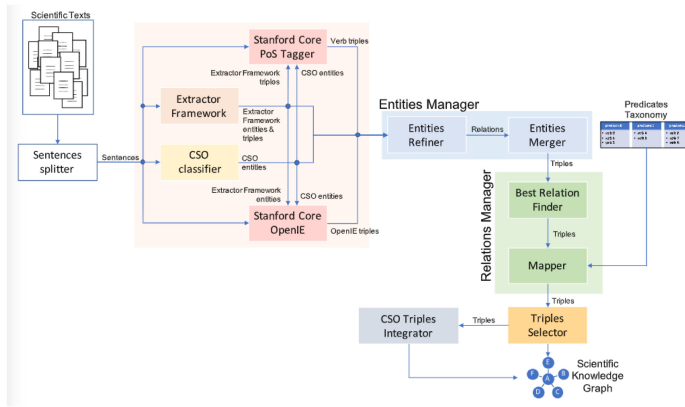 Scientific Texts
Sentences
splitter
Sentences
Stanford Core
PoS Tagger
Verb triples
Extractor Framework
triples
CSO entities
Extractor
Framework
Extractor
Framework
entities &
triples
CSO
classifier
CSO
entities
Extractor Framework
entities
CSO entities
Stanford Core
OpenIE
OpenIE triples
Entities Manager
Entities
Refiner
Relations
Entities
Merger
Predicates
Taxonomy
Triples
Relations Manager
Best Relation
Finder
Triples
Mapper
Triples
CSO Triples
Integrator
Triples
Triples
Selector
Triples
Scientific
Knowledge
Graph
E
F
A
B
D
C